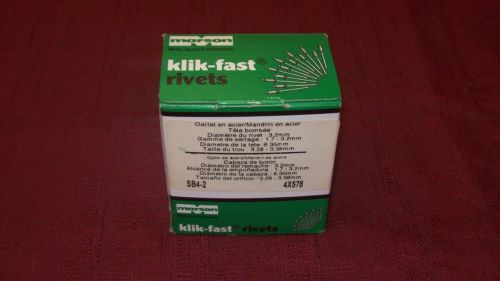 marson
klik-fast®
rivets
Oeillet en acier/Mandrin en acier
Tête bombée
Diamètre du rivet : 3.2mm
Gamme de serrage : 1.7 - 3.2mm
Diametre de la tête : 6.35mm
Taille du trou : 3.28 - 3.38mm
Ojete de acero/Mandril de acero
Cabeza de botón
Diámetro del remache : 3.2mm
Alcance de la empuñadura : 1.7 - 3.2mm
Diámetro de la cabeza : 6.35mm
Tamaño del orificio : 3.28 - 3.38mm
SB4-2 4X578
marson
klik-fast® rivets